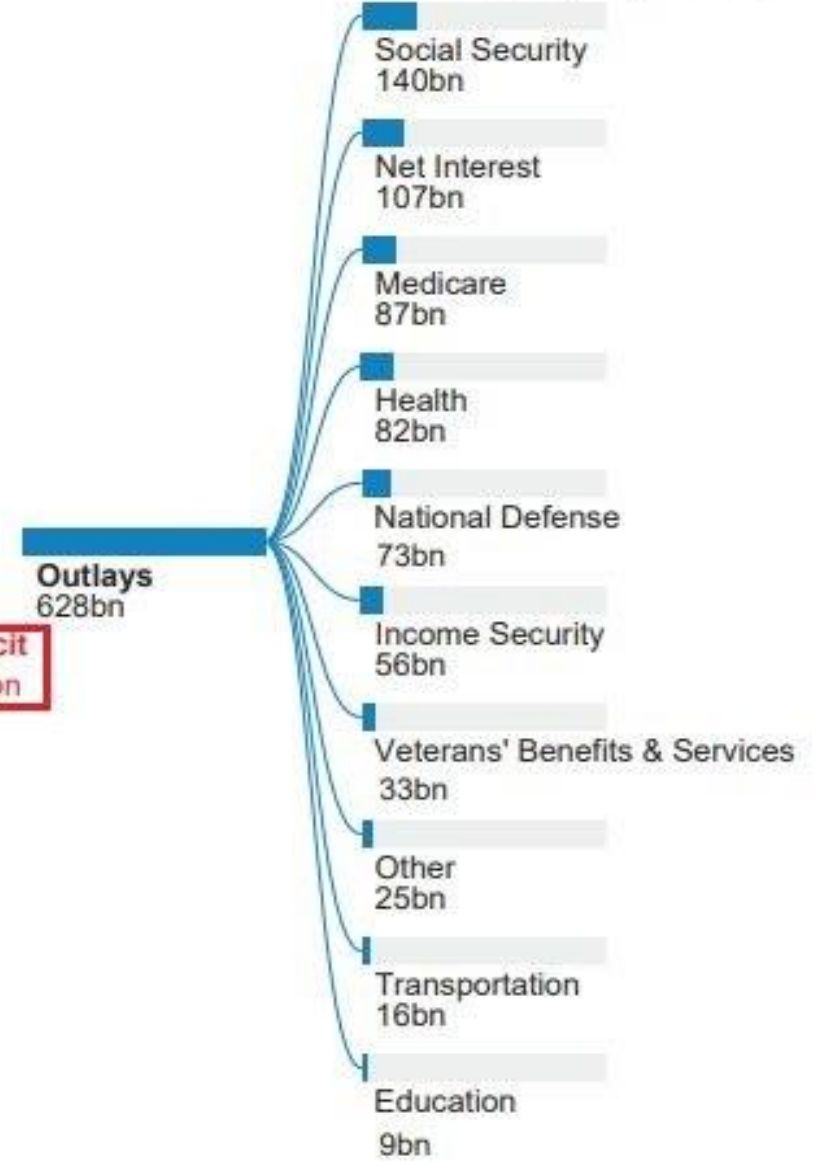 Social Security
140bn
Net Interest
107bn
Medicare
87bn
Health
82bn
National Defense
73bn
Outlays
628bn
Income Security
56bn
Veterans' Benefits & Services
33bn
Other
25bn
Transportation
16bn
Education
9bn